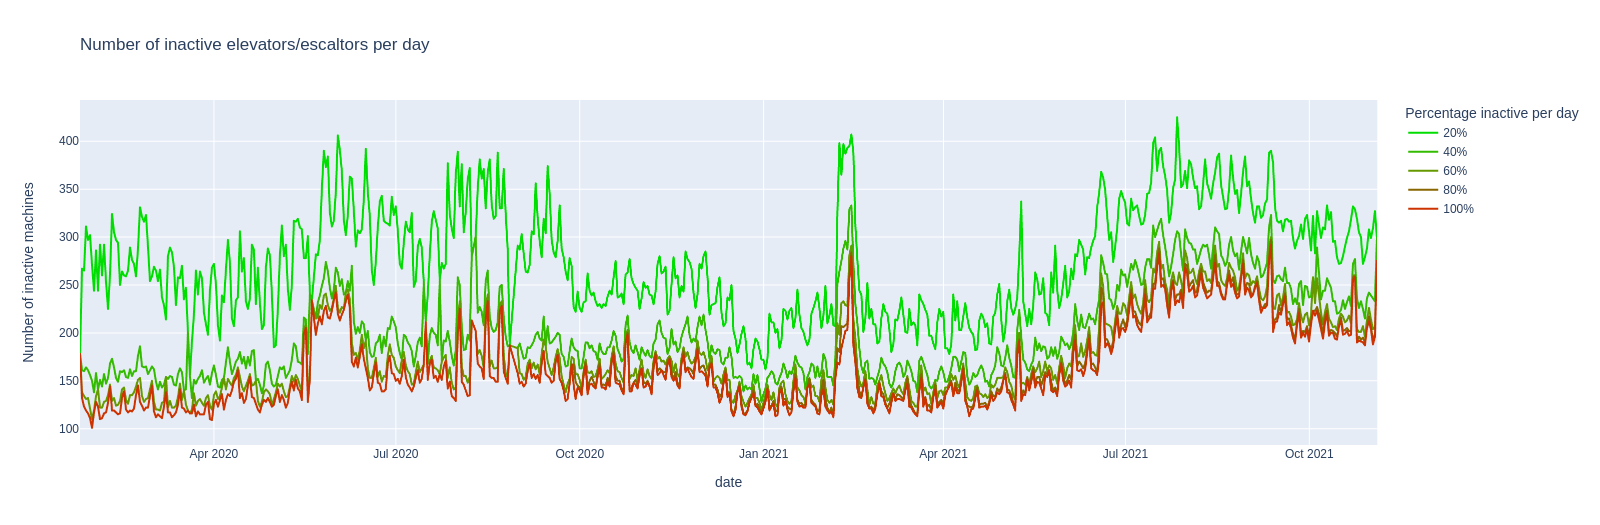 Number of inactive elevators/escaltors per day
Number of inactive machines
400
350
300
250
200
150
100
Apr 2020
Jul 2020
Oct 2020
Jan 2021
Apr 2021
Jul 2021
Oct 2021
date
Percentage inactive per day
20%
40%
60%
80%
100%